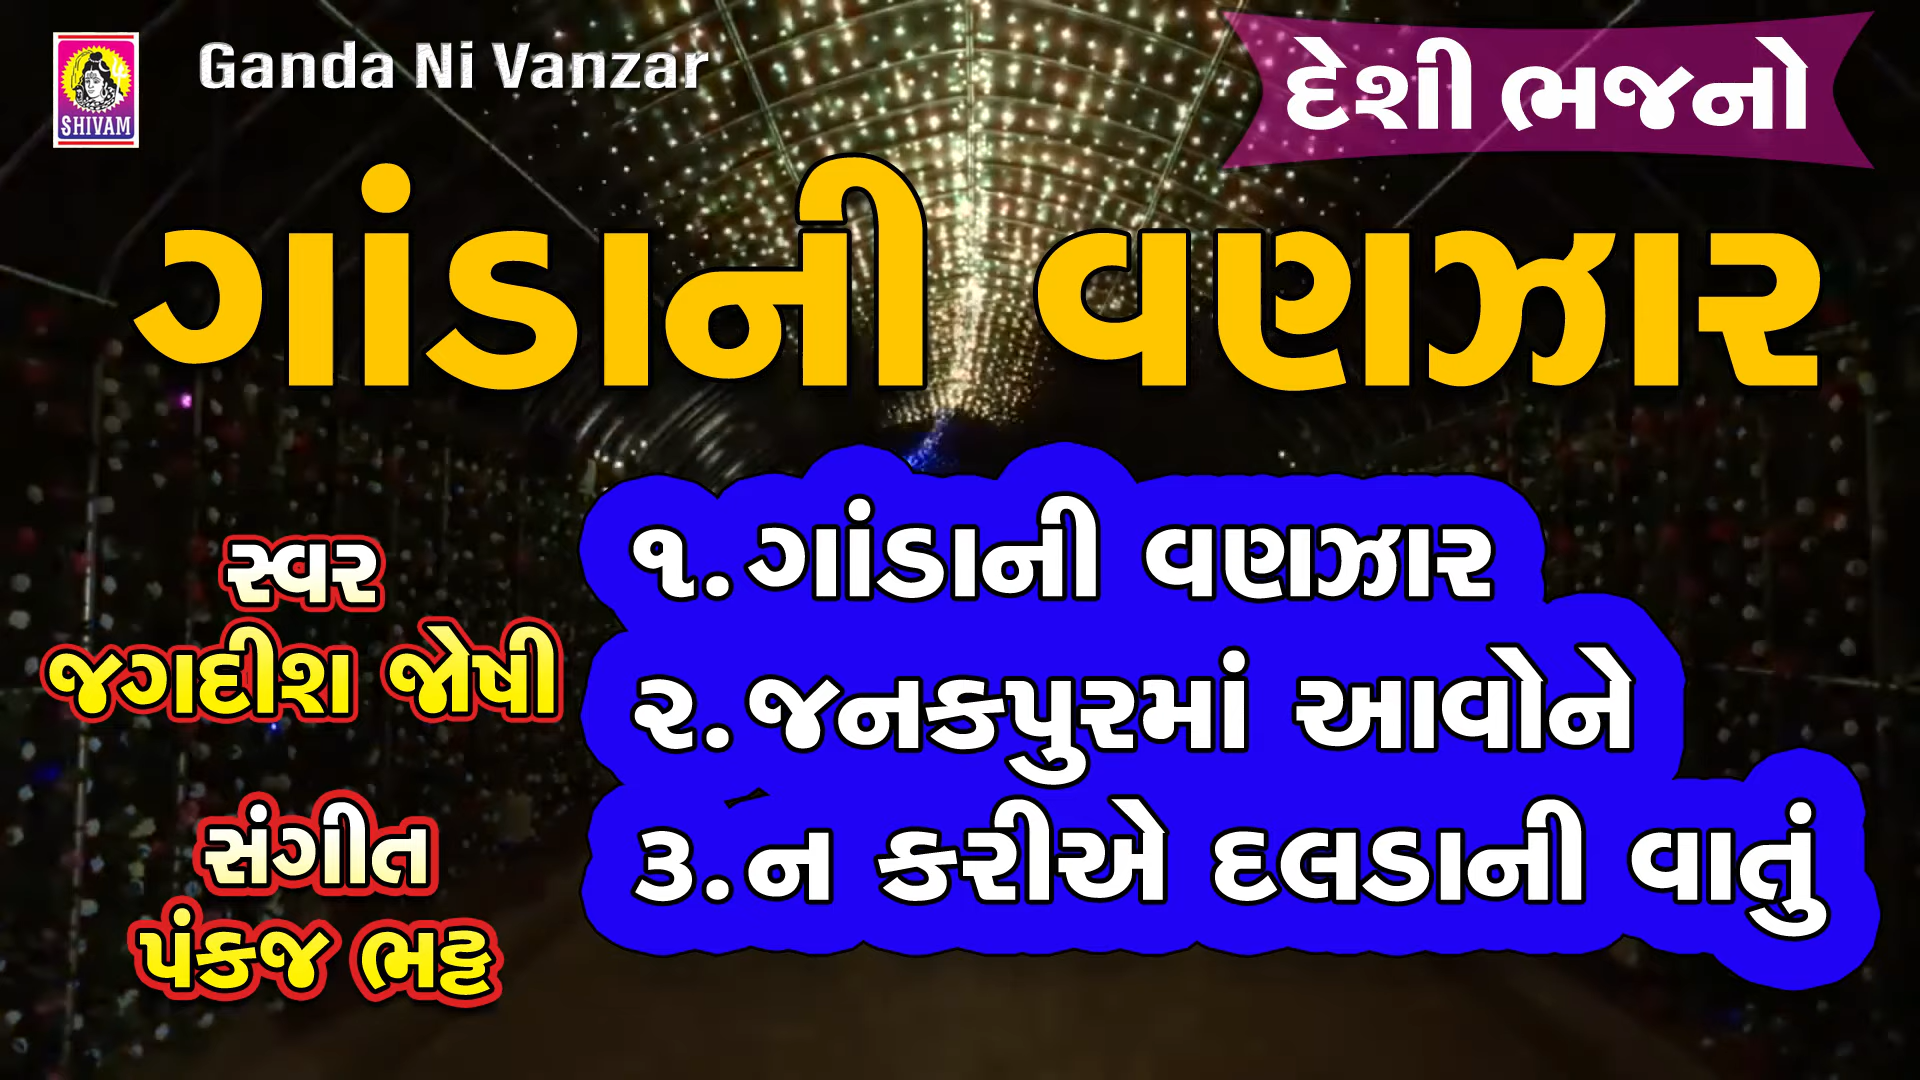 SHIVAM
Ganda Ni Vanzar
દેશી ભજનો
ગાંડાની વણઝાર
સ્વર
જગદીશ જોષી
સંગીત
પંકજ ભટ્ટ
૧. ગાંડાની વણઝાર
૨. જનકપુરમાં આવોને
૩. ન કરીએ દલડાની વાતું